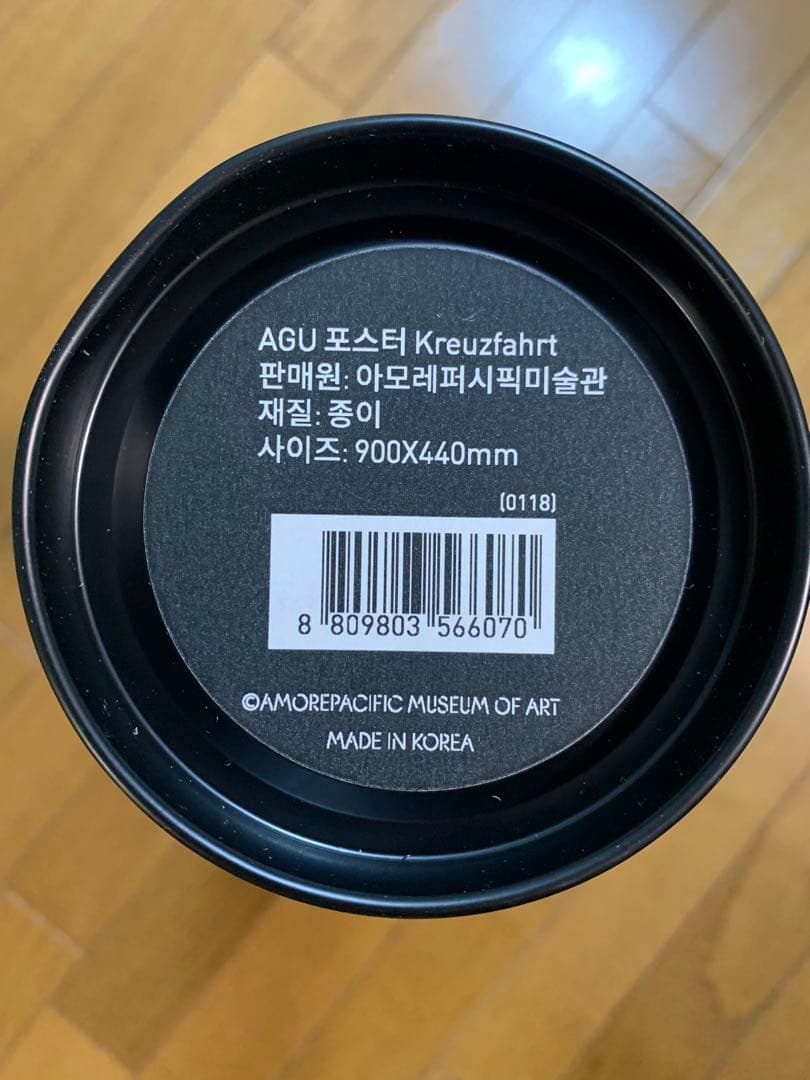 AGU 포스터 Kreuzfahrt
판매원: 아모레퍼시픽미술관
재질: 종이
사이즈: 900X440mm
(0118)
8 809803 566070
©AMOREPACIFIC MUSEUM OF ART
MADE IN KOREA